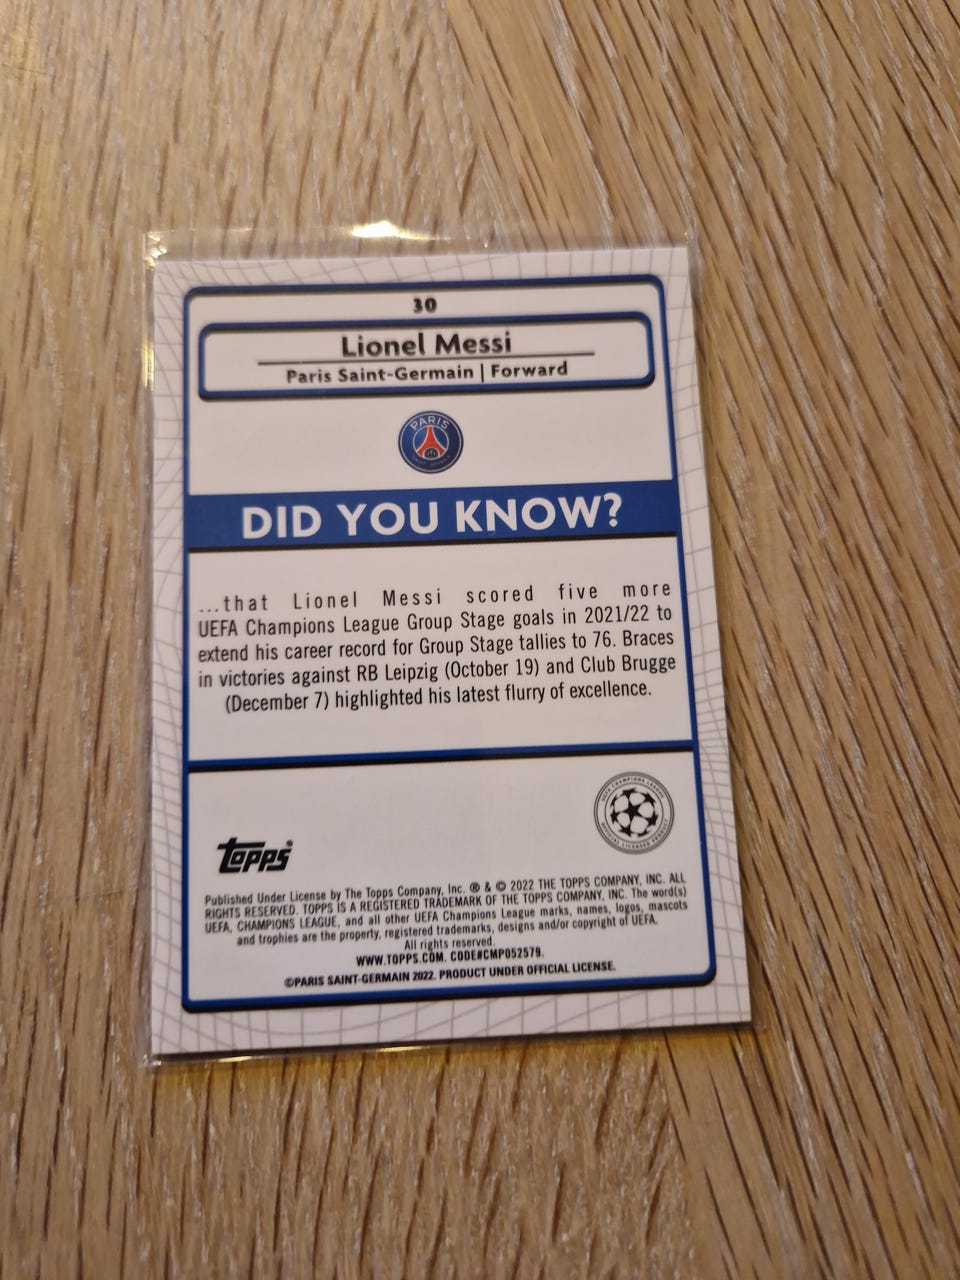 30
Lionel Messi
Paris Saint-Germain | Forward
PARIS
DID YOU KNOW?
...that Lionel Messi scored five more
UEFA Champions League Group Stage goals in 2021/22 to
extend his career record for Group Stage tallies to 76. Braces
in victories against RB Leipzig (October 19) and Club Brugge
(December 7) highlighted his latest flurry of excellence.
UEFA CHAMPIONS LEAGUE
OFFICIAL LICENSED PRODUCT
Topps®
Published Under License by The Topps Company, Inc. ® & © 2022 THE TOPPS COMPANY, INC. ALL
RIGHTS RESERVED. TOPPS IS A REGISTERED TRADEMARK OF THE TOPPS COMPANY, INC. The word(s)
UEFA, CHAMPIONS LEAGUE, and all other UEFA Champions League marks, names, logos, mascots
and trophies are the property, registered trademarks, designs and/or copyright of UEFA.
All rights reserved.
WWW.TOPPS.COM. CODE#CMP052579.
©PARIS SAINT-GERMAIN 2022. PRODUCT UNDER OFFICIAL LICENSE.